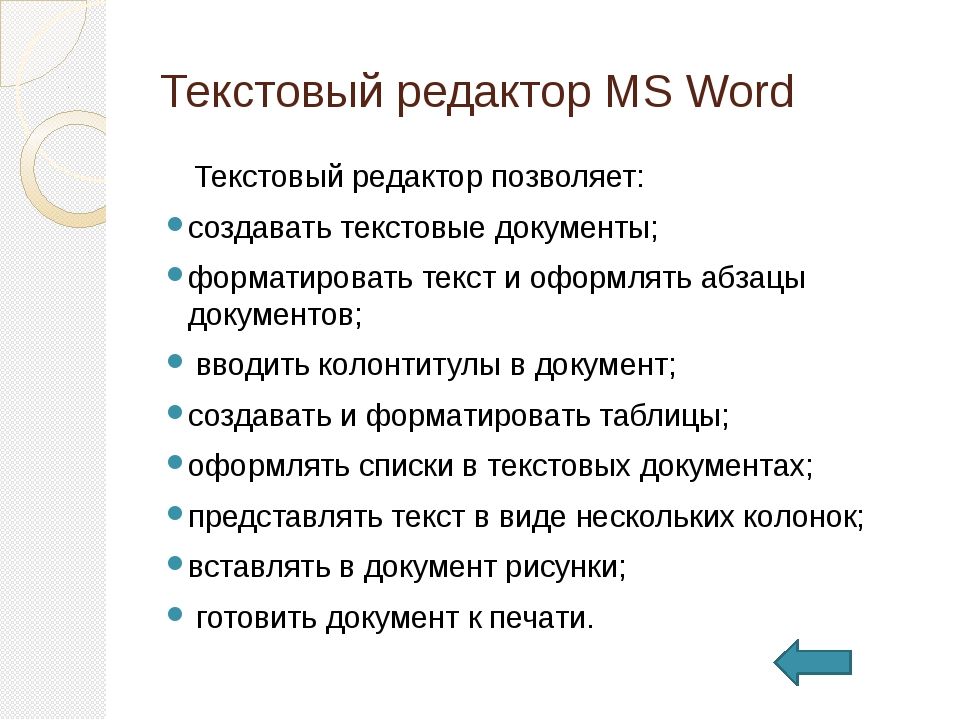 Текстовый редактор MS Word
Текстовый редактор позволяет:
создавать текстовые документы;
форматировать текст и оформлять абзацы
документов;
вводить колонтитулы в документ;
создавать и форматировать таблицы;
оформлять списки в текстовых документах;
представлять текст в виде нескольких колонок;
вставлять в документ рисунки;
готовить документ к печати.